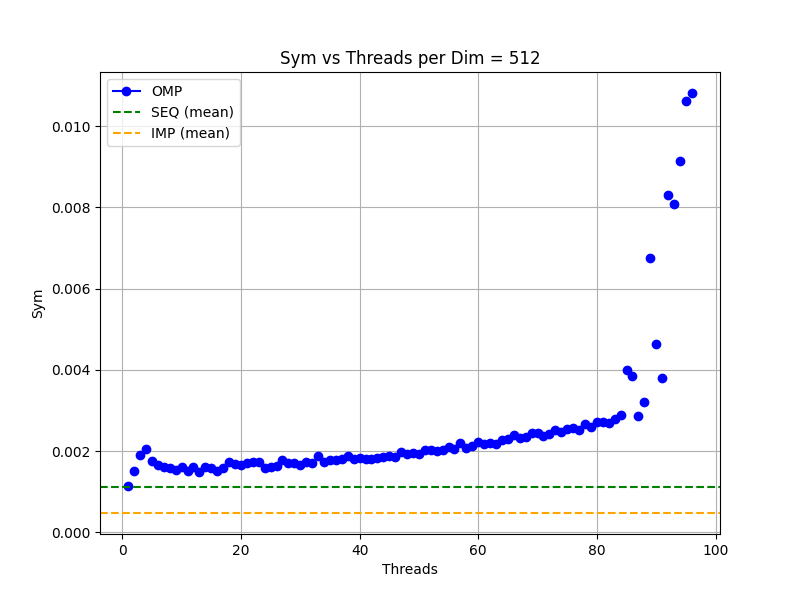 Sym vs Threads per Dim = 512
OMP
SEQ (mean)
IMP (mean)
0.010
0.008
0.006
0.004
0.002
0.000
Sym
0 20 40 60 80 100
Threads